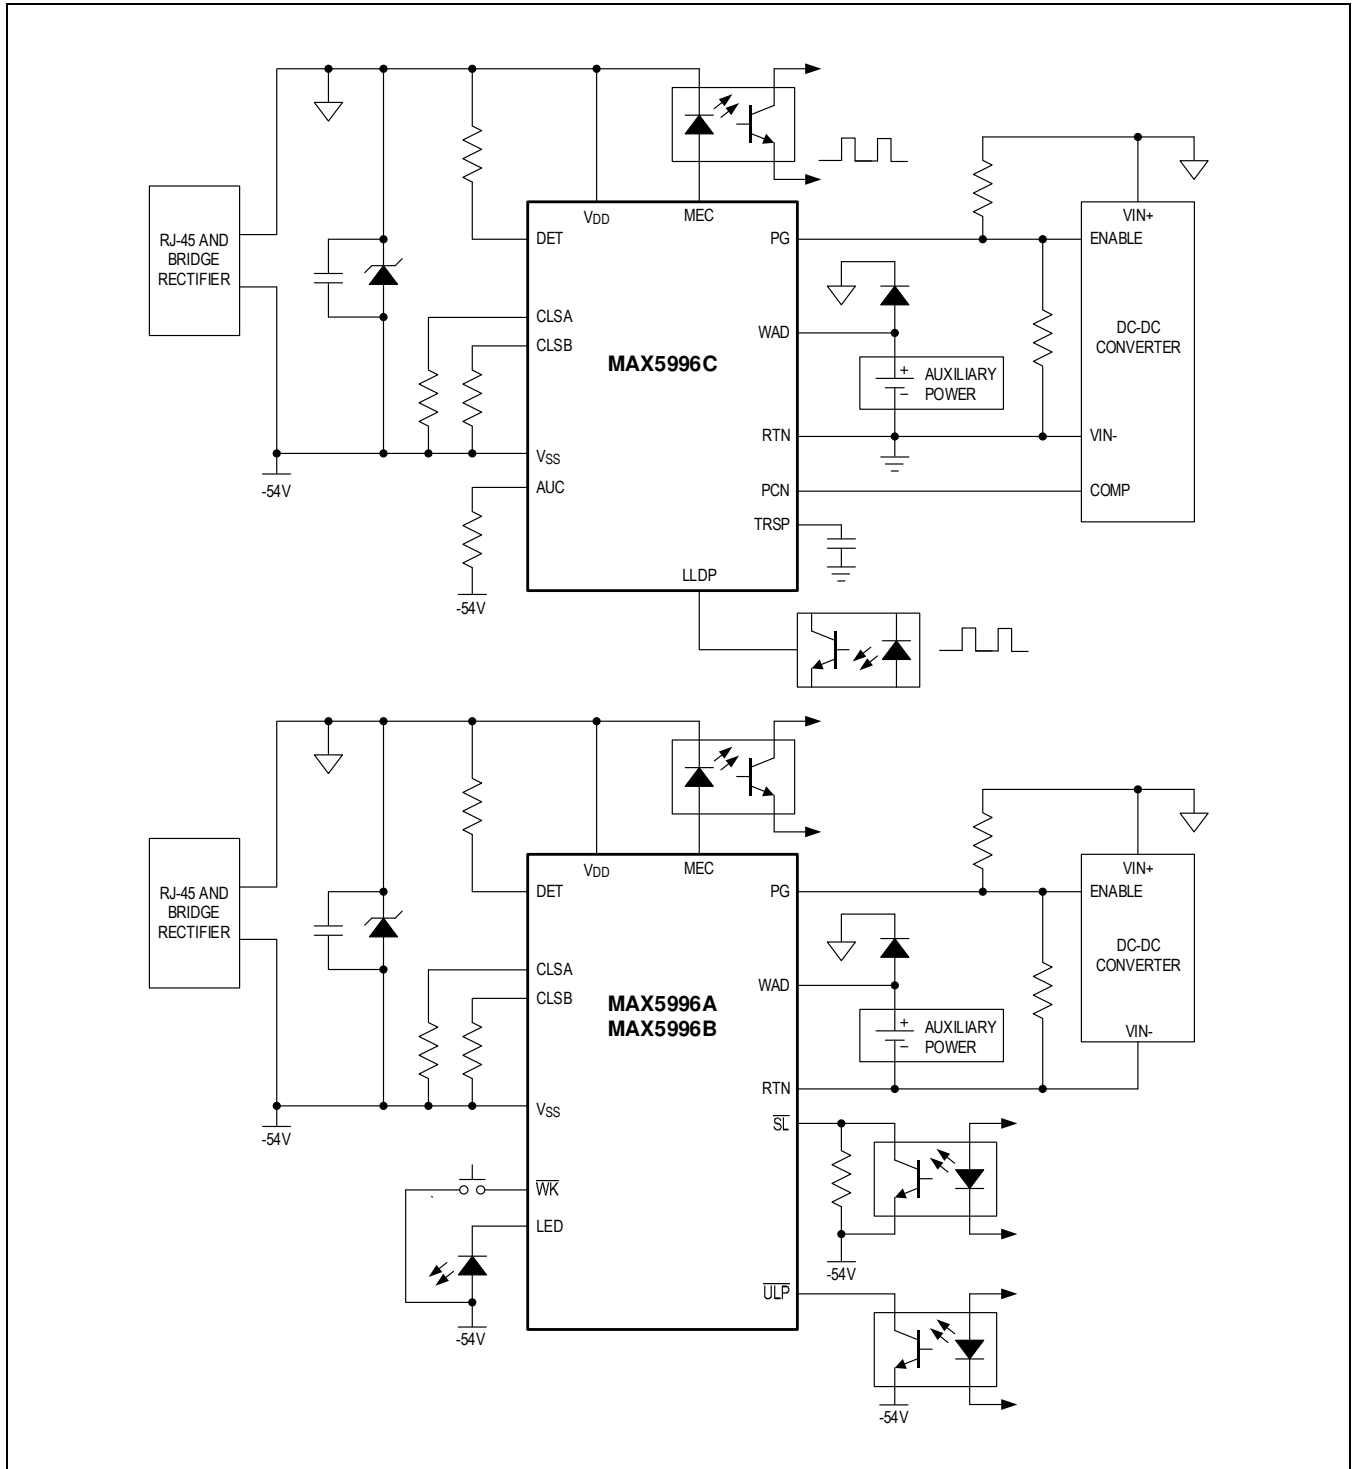 VDD
MEC
RJ-45 AND
BRIDGE
RECTIFIER
DET
PG
VIN+
ENABLE
CLSA
CLSB
MAX5996C
WAD
+
-
AUXILIARY
POWER
DC-DC
CONVERTER
RTN
VIN-
VSS
-54V
AUC
PCN
COMP
TRSP
LLDP
-54V
VDD
MEC
RJ-45 AND
BRIDGE
RECTIFIER
DET
PG
VIN+
ENABLE
CLSA
CLSB
MAX5996A
MAX5996B
WAD
+
-
AUXILIARY
POWER
DC-DC
CONVERTER
VIN-
RTN
VSS
-54V
SL
WK
LED
-54V
ULP
-54V
-54V